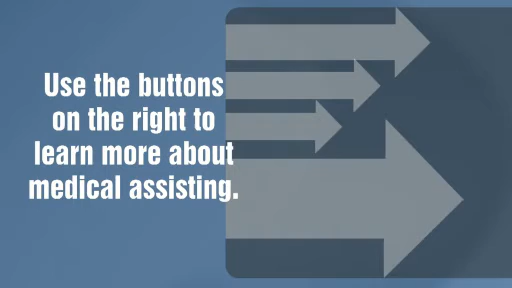 Use the buttons
on the right to
learn more about
medical assisting.